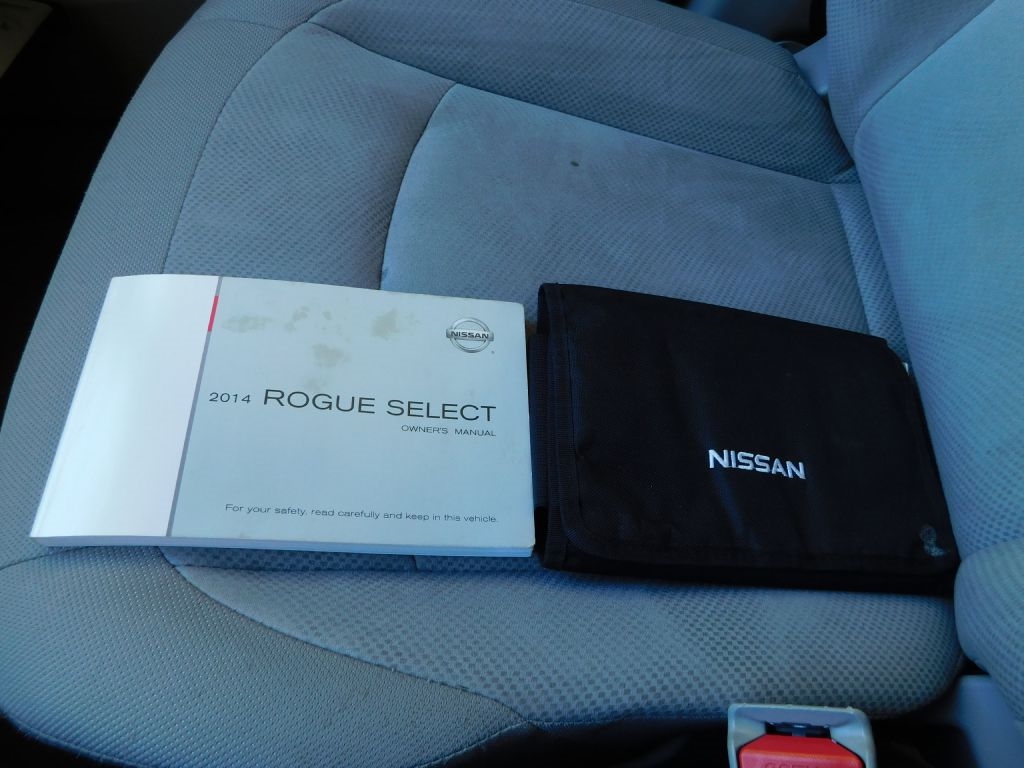 NISSAN
2014 ROGUE SELECT
OWNER'S MANUAL
For your safety, read carefully and keep in this vehicle.
NISSAN